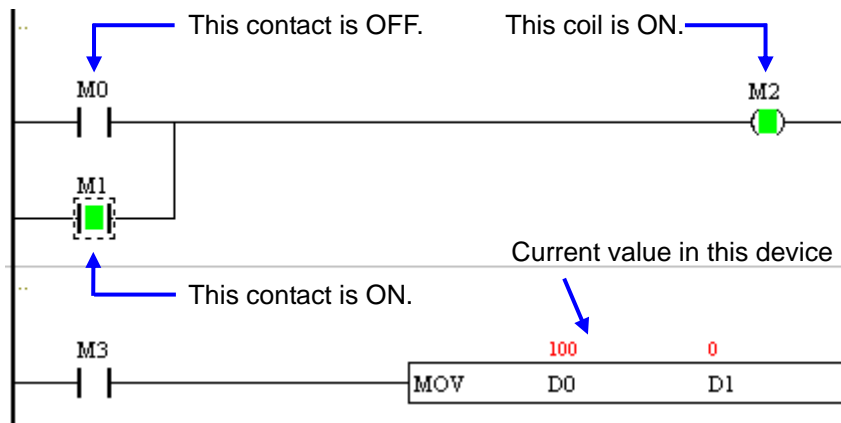 This contact is OFF.
This coil is ON.
M0
M2
M1
Current value in this device
This contact is ON.
M3
100 0
MOV D0 D1